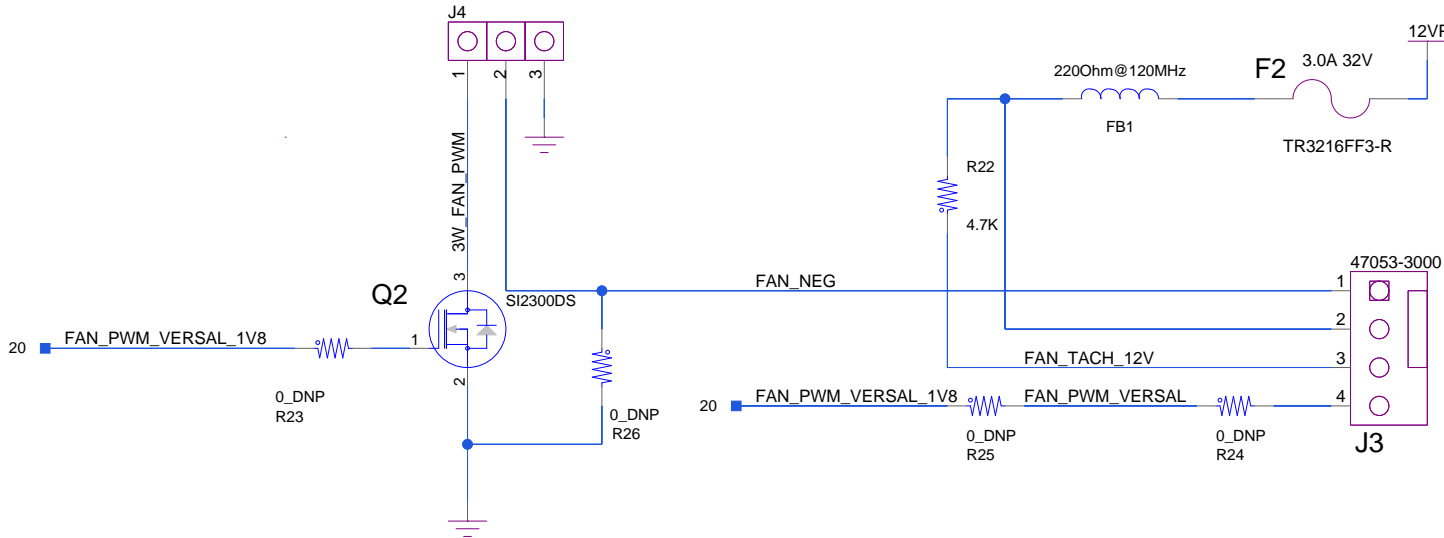 J4
1
2
3
3W_FAN_PWM
12VF
3.0A 32V
F2
220Ohm@120MHz
FB1
TR3216FF3-R
R22
4.7K
47053-3000
3
Q2
SI2300DS
FAN_NEG
1
2
20
FAN_PWM_VERSAL_1V8
1
FAN_TACH_12V
3
2
0_DNP
R23
0_DNP
R26
20
FAN_PWM_VERSAL_1V8
FAN_PWM_VERSAL
4
0_DNP
R25
0_DNP
R24
J3